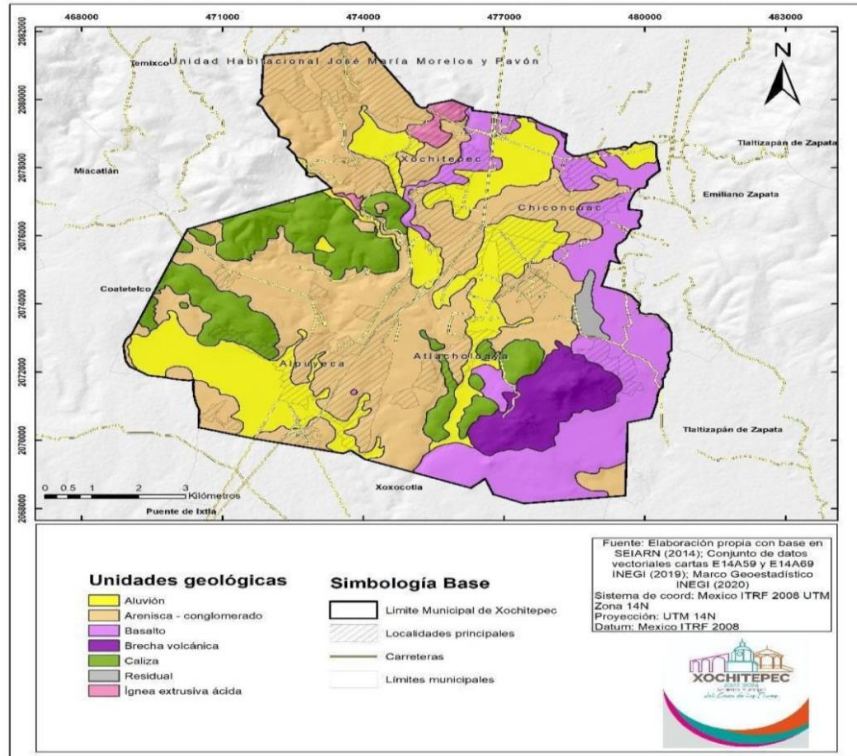 468000 471000 474000 477000 480000 483000
2082000
2080000
2078000
2076000
2074000
2072000
2070000
2068000
N
Temixco
Unidad Habitacional José María Morelos y Pavón
Tlaltizapán de Zapata
Xochitepec
Miacatlán
Emiliano Zapata
Chiconcuac
Coatetelco
Atlacholoaya
Alpuyeca
Tlaltizapán de Zapata
Xoxocotla
0 0.5 1 2 3
Kilómetros
Puente de Ixtla
Unidades geológicas
Aluvión
Arenisca - conglomerado
Basalto
Brecha volcánica
Caliza
Residual
Ígnea extrusiva ácida
Simbología Base
Limite Municipal de Xochitepec
Localidades principales
Carreteras
Límites municipales
Fuente: Elaboración propia con base en
SEIARN (2014); Conjunto de datos
vectoriales cartas E14A59 y E14A69
INEGI (2019); Marco Geoestadístico
INEGI (2020)
Sistema de coord: Mexico ITRF 2008 UTM
Zona 14N
Proyección: UTM 14N
Datum: Mexico ITRF 2008
XOCHITEPEC